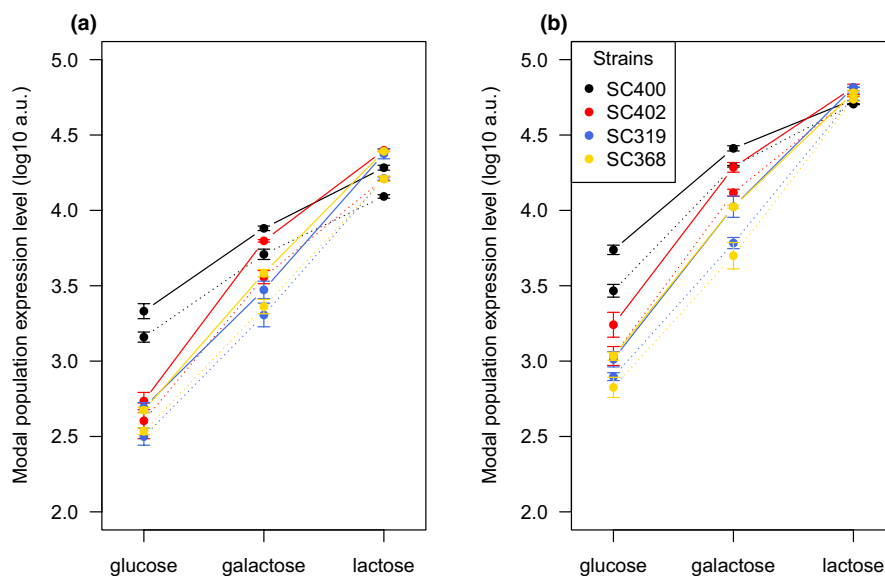 (a)
Modal population expression level (log10 a.u.)
5.0
4.5
4.0
3.5
3.0
2.5
2.0
glucose galactose lactose
(b)
Modal population expression level (log10 a.u.)
5.0
4.5
4.0
3.5
3.0
2.5
2.0
Strains
SC400
SC402
SC319
SC368
glucose galactose lactose